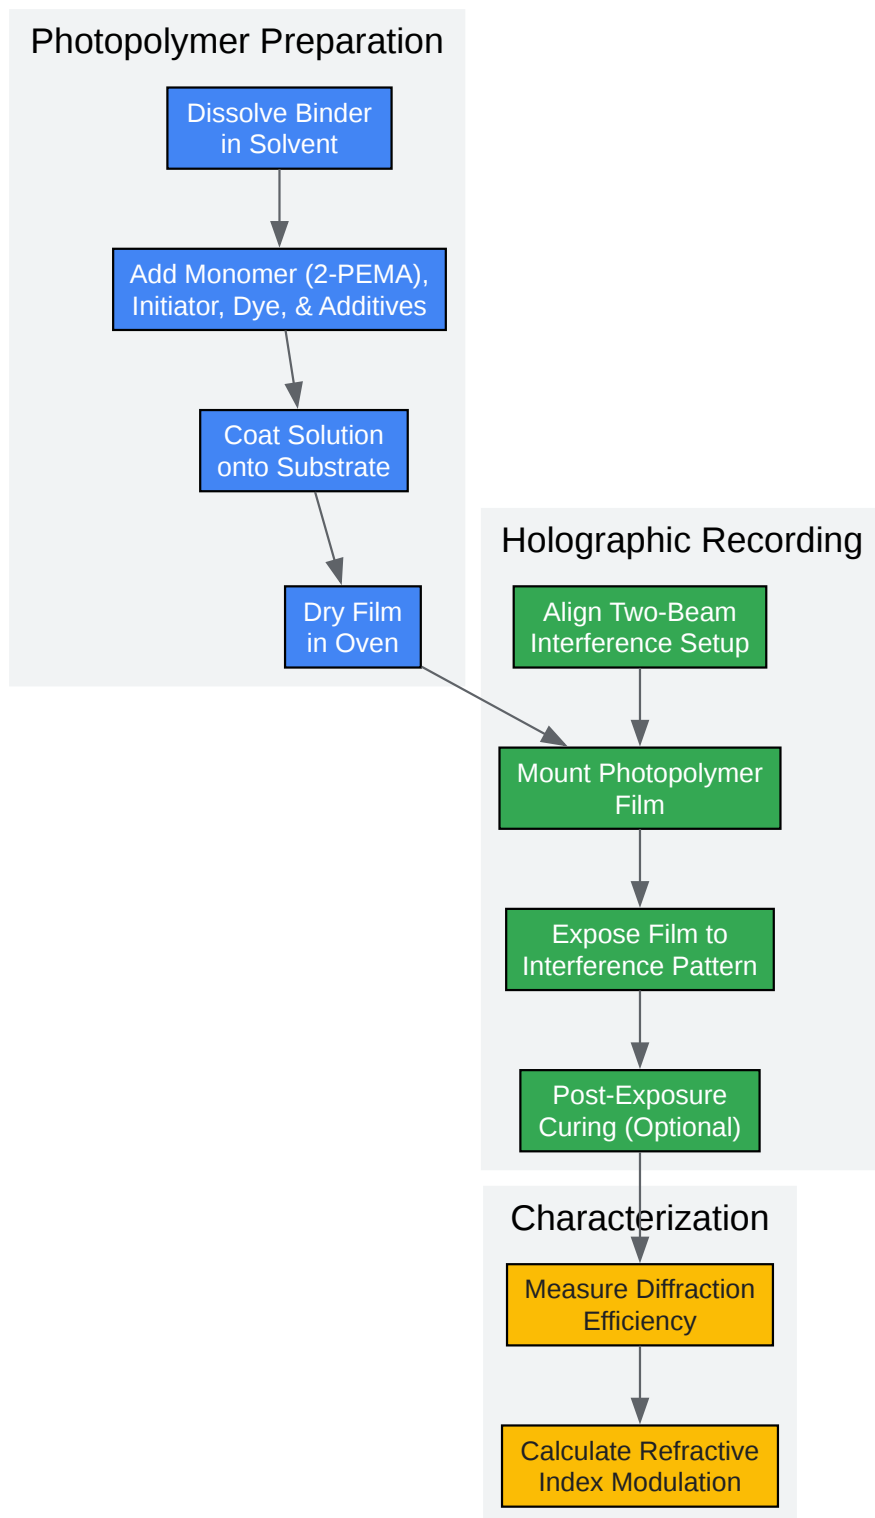 Photopolymer Preparation
Dissolve Binder
in Solvent
Add Monomer (2-PEMA),
Initiator, Dye, & Additives
Coat Solution
onto Substrate
Dry Film
in Oven
Holographic Recording
Align Two-Beam
Interference Setup
Mount Photopolymer
Film
Expose Film to
Interference Pattern
Post-Exposure
Curing (Optional)
Characterization
Measure Diffraction
Efficiency
Calculate Refractive
Index Modulation